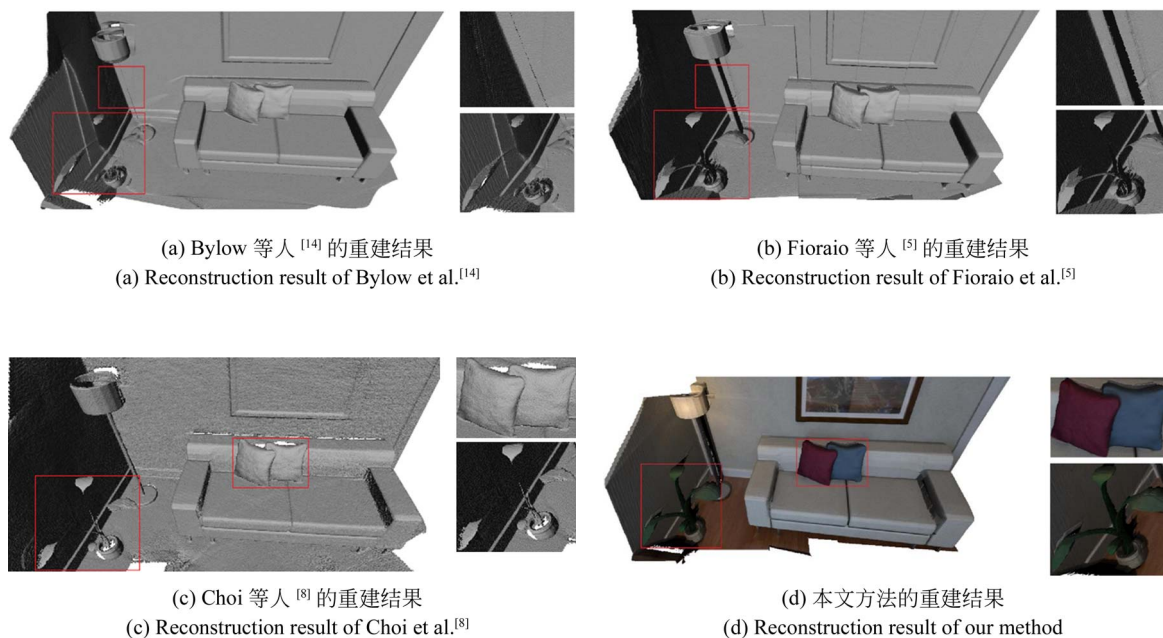 (a) Bylow 等人 [14] 的重建结果
(a) Reconstruction result of Bylow et al.[14]
(b) Fioraio 等人 [5] 的重建结果
(b) Reconstruction result of Fioraio et al.[5]
(c) Choi 等人 [8] 的重建结果
(c) Reconstruction result of Choi et al.[8]
(d) 本文方法的重建结果
(d) Reconstruction result of our method